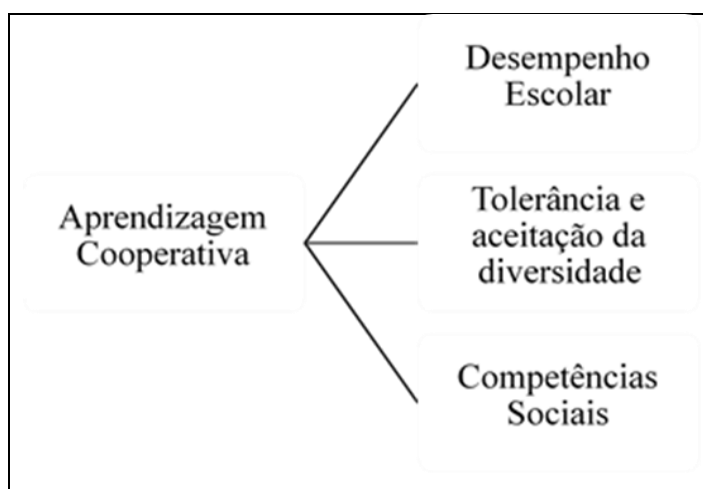 Desempenho
Escolar
Aprendizagem
Cooperativa
Tolerância e
aceitação da
diversidade
Competências
Sociais